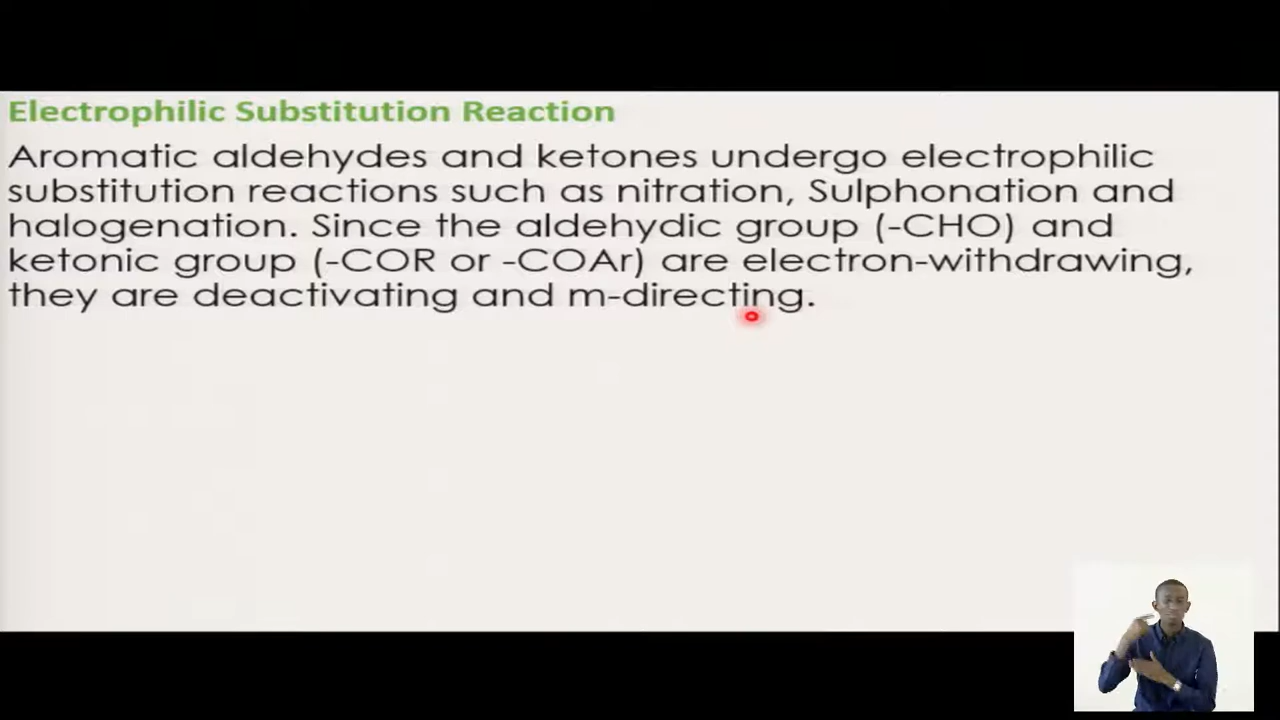 Electrophilic Substitution Reaction
Aromatic aldehydes and ketones undergo electrophilic
substitution reactions such as nitration, Sulphonation and
halogenation. Since the aldehydic group (-CHO) and
ketonic group (-COR or -COAr) are electron-withdrawing,
they are deactivating and m-directing.